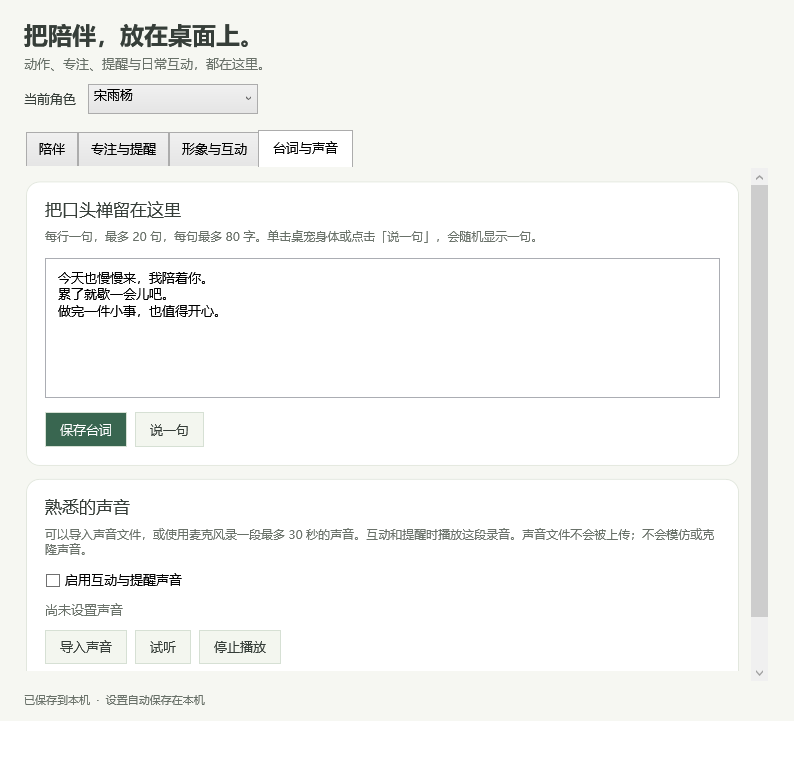 把陪伴，放在桌面上。
动作、专注、提醒与日常互动，都在这里。
当前角色 宋雨杨
陪伴 专注与提醒 形象与互动 台词与声音
把口头禅留在这里
每行一句，最多 20 句，每句最多 80 字。单击桌宠身体或点击「说一句」，会随机显示一句。
今天也慢慢来，我陪着你。
累了就歇一会儿吧。
做完一件小事，也值得开心。
保存台词 说一句
熟悉的声音
可以导入声音文件，或使用麦克风录一段最多 30 秒的声音。互动和提醒时播放这段录音。声音文件不会被上传；不会模仿或克
隆声音。
启用互动与提醒声音
尚未设置声音
导入声音 试听 停止播放
已保存到本机 · 设置自动保存在本机